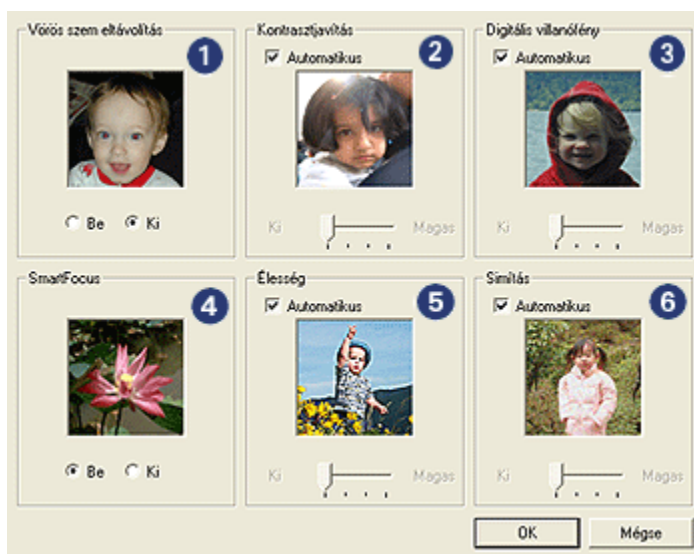 Vörös szem eltávolítás
1
Be
Ki
Kontrasztjavítás
2
Automatikus
Ki
Magas
Digitális villanófény
3
Automatikus
Ki
Magas
SmartFocus
4
Be
Ki
Élesség
5
Automatikus
Ki
Magas
Simítás
6
Automatikus
Ki
Magas
OK
Mégse